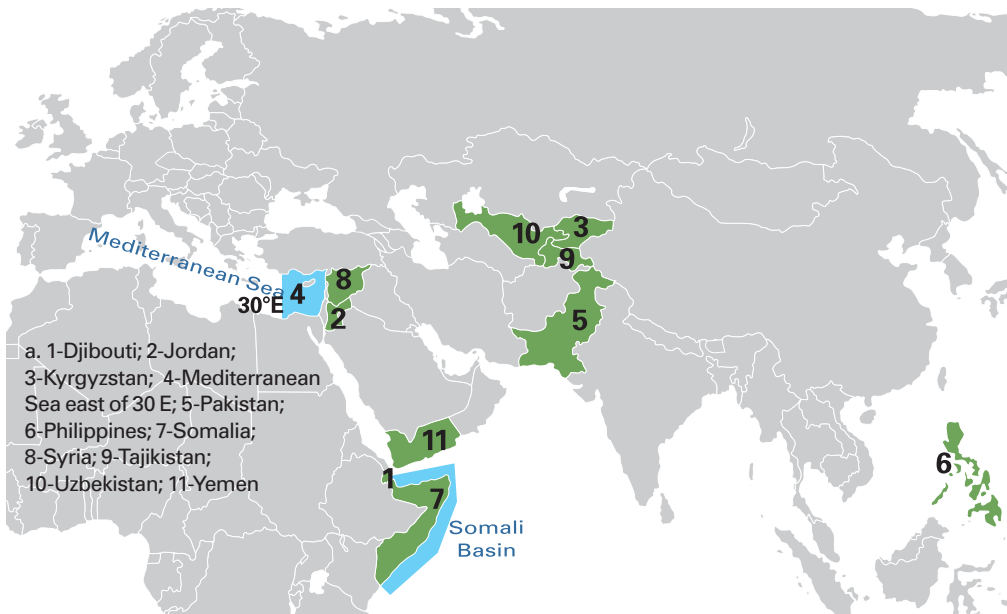 10
3
9
Mediterranean Sea
8
4
30°E
2
5
a. 1-Djibouti; 2-Jordan;
3-Kyrgyzstan; 4-Mediterranean
Sea east of 30 E; 5-Pakistan;
6-Philippines; 7-Somalia;
8-Syria; 9-Tajikistan;
10-Uzbekistan; 11-Yemen
11
6
1
7
Somali
Basin